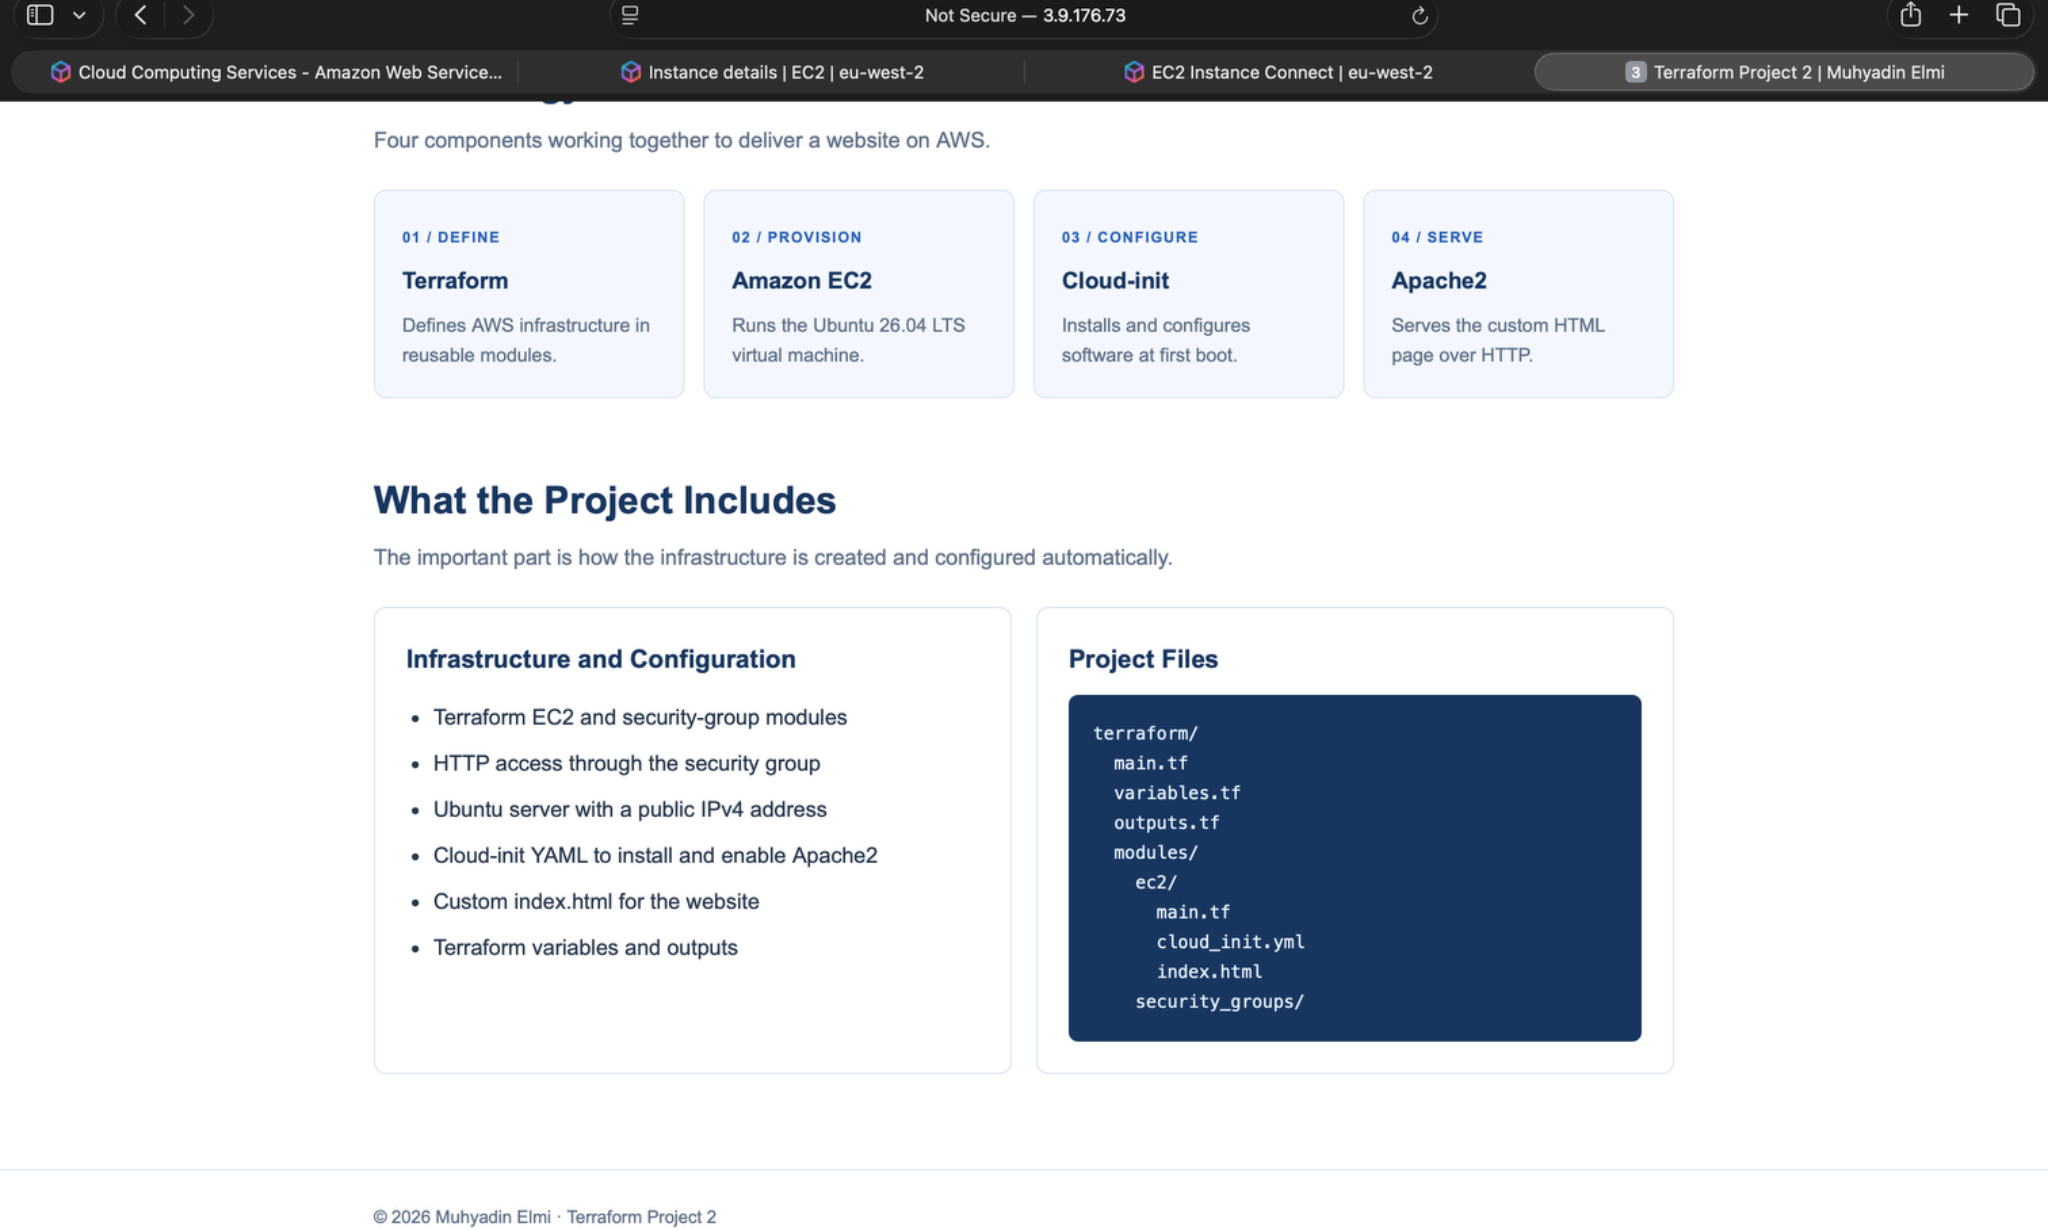 Not Secure — 3.9.176.73
Cloud Computing Services - Amazon Web Service...
Instance details | EC2 | eu-west-2
EC2 Instance Connect | eu-west-2
3 Terraform Project 2 | Muhyadin Elmi
Four components working together to deliver a website on AWS.
01 / DEFINE
Terraform
Defines AWS infrastructure in
reusable modules.
02 / PROVISION
Amazon EC2
Runs the Ubuntu 26.04 LTS
virtual machine.
03 / CONFIGURE
Cloud-init
Installs and configures
software at first boot.
04 / SERVE
Apache2
Serves the custom HTML
page over HTTP.
What the Project Includes
The important part is how the infrastructure is created and configured automatically.
Infrastructure and Configuration
• Terraform EC2 and security-group modules
• HTTP access through the security group
• Ubuntu server with a public IPv4 address
• Cloud-init YAML to install and enable Apache2
• Custom index.html for the website
• Terraform variables and outputs
Project Files
terraform/
main.tf
variables.tf
outputs.tf
modules/
ec2/
main.tf
cloud_init.yml
index.html
security_groups/
© 2026 Muhyadin Elmi · Terraform Project 2